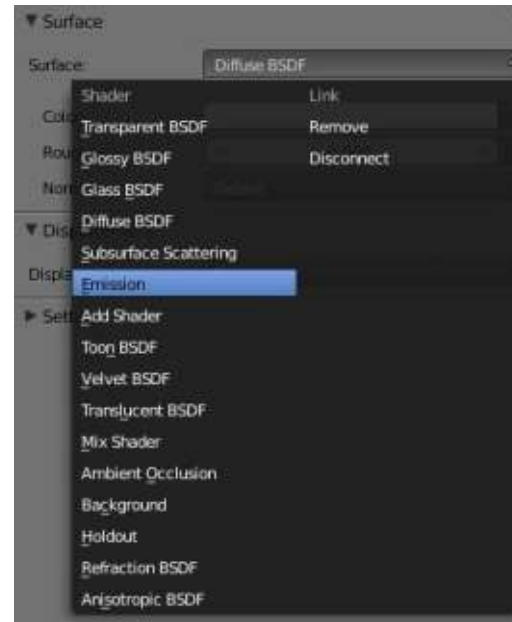 Surface
Surface: Diffuse BSDF
Shader Link
Transparent BSDF Remove
Glossy BSDF Disconnect
Glass BSDF
Diffuse BSDF
Subsurface Scattering
Emission
Add Shader
Toon BSDF
Velvet BSDF
Translucent BSDF
Mix Shader
Ambient Occlusion
Background
Holdout
Refraction BSDF
Anisotropic BSDF